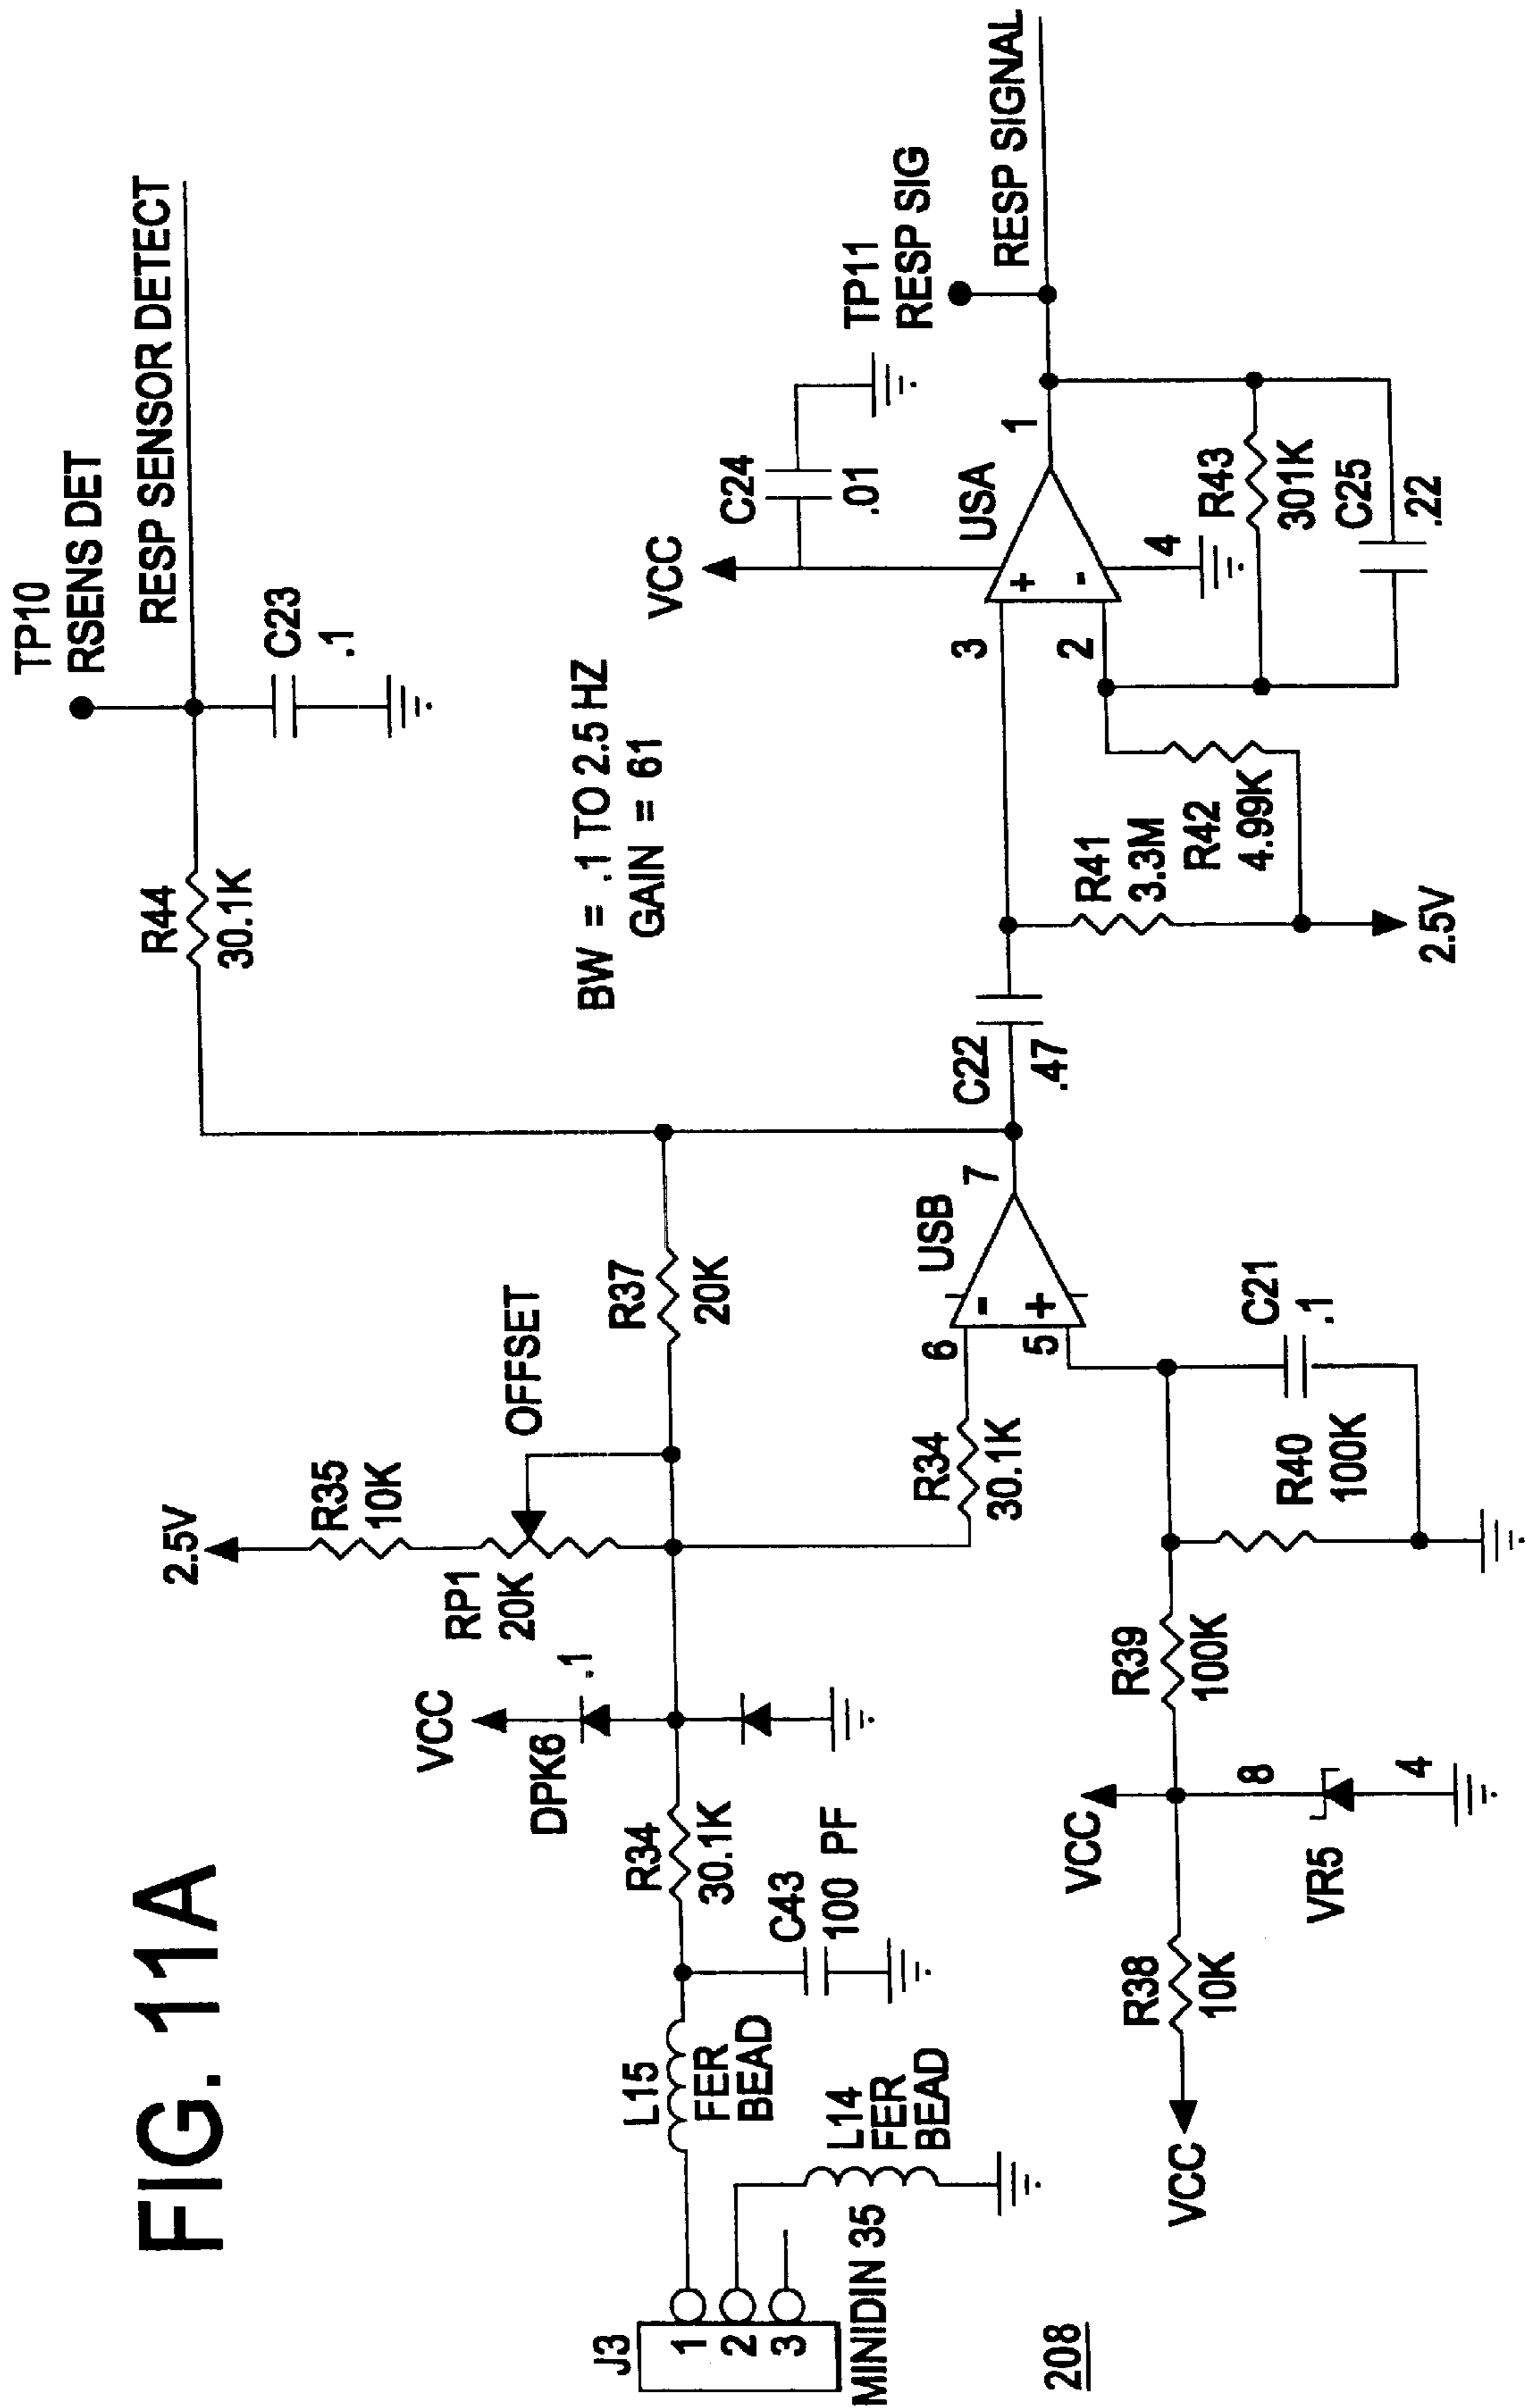 FIG. 11A
TP10
RSENS DET
RESP SENSOR DETECT
R44
30.1K
C23
.1
2.5V
R35
10K
OFFSET
RP1
20K
VCC
DPK6
.1
R37
20K
BW = .1 TO 2.5 HZ
GAIN = 61
J3
1
2
3
MINIDIN 35
L15
FER
BEAD
L14
FER
BEAD
R34
30.1K
C43
100 PF
R34
30.1K
USB
6
5
7
-
+
C22
.47
VCC
C24
.01
USA
3
2
1
4
+
-
TP11
RESP SIG
RESP SIGNAL
R41
3.3M
R42
4.99K
2.5V
R43
301K
C25
.22
VCC
R38
10K
VCC
8
4
VR5
R39
100K
R40
100K
C21
.1
208